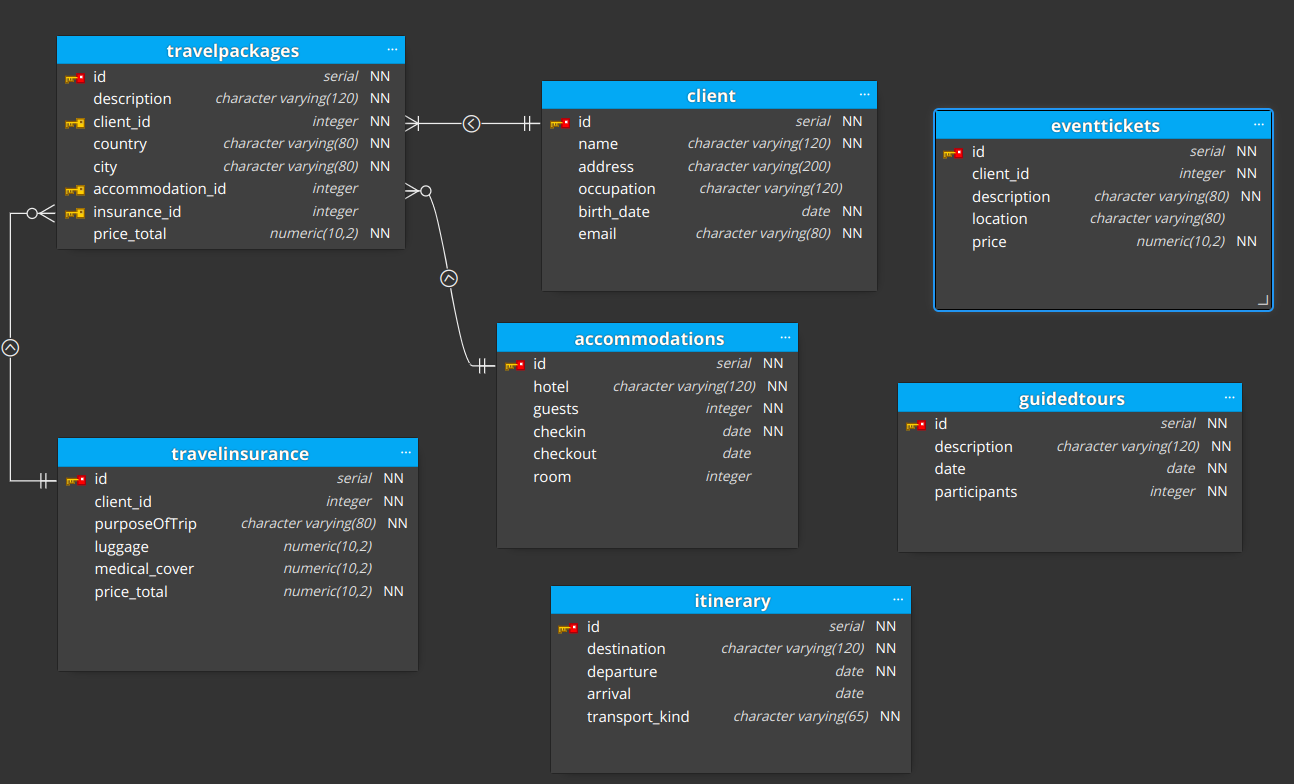 travelpackages ...
id serial NN
description character varying(120) NN
client_id integer NN
country character varying(80) NN
city character varying(80) NN
accommodation_id integer
insurance_id integer
price_total numeric(10,2) NN
client ...
id serial NN
name character varying(120) NN
address character varying(200)
occupation character varying(120)
birth_date date NN
email character varying(80) NN
eventtickets ...
id serial NN
client_id integer NN
description character varying(80) NN
location character varying(80)
price numeric(10,2) NN
accommodations ...
id serial NN
hotel character varying(120) NN
guests integer NN
checkin date NN
checkout date
room integer
guidedtours ...
id serial NN
description character varying(120) NN
date date NN
participants integer NN
travelinsurance ...
id serial NN
client_id integer NN
purposeOfTrip character varying(80) NN
luggage numeric(10,2)
medical_cover numeric(10,2)
price_total numeric(10,2) NN
itinerary ...
id serial NN
destination character varying(120) NN
departure date NN
arrival date
transport_kind character varying(65) NN